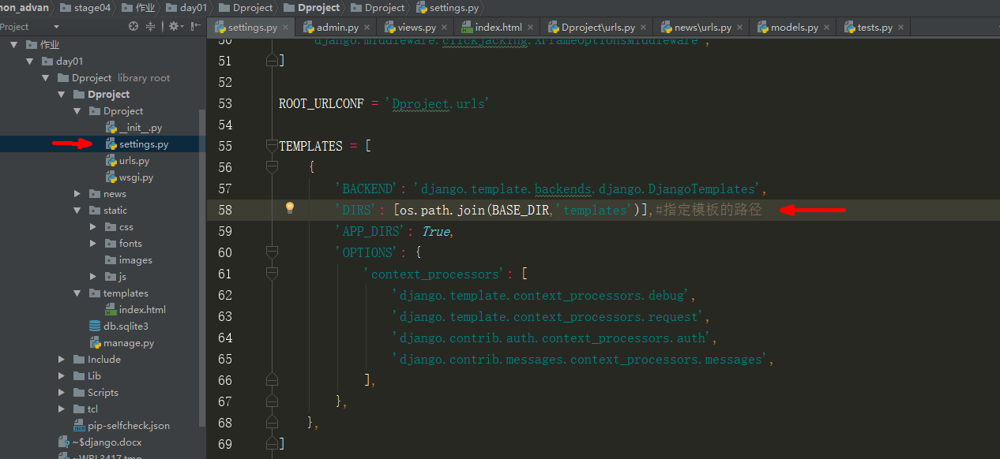 non_advan stage04 作业 day01 Dproject Dproject Dproject settings.py
Project
settings.py admin.py views.py index.html Dproject\urls.py news\urls.py models.py tests.py
作业
day01
Dproject library root
Dproject
Dproject
__init__.py
settings.py
urls.py
wsgi.py
news
static
css
fonts
images
js
templates
index.html
db.sqlite3
manage.py
Include
Lib
Scripts
tcl
pip-selfcheck.json
~$django.docx
~WRL3417.tmp
50 'django.middleware.clickjacking.XFrameOptionsMiddleware',
51 ]
52
53 ROOT_URLCONF = 'Dproject.urls'
54
55 TEMPLATES = [
56 {
57 'BACKEND': 'django.template.backends.django.DjangoTemplates',
58 'DIRS': [os.path.join(BASE_DIR,'templates')],#指定模板的路径
59 'APP_DIRS': True,
60 'OPTIONS': {
61 'context_processors': [
62 'django.template.context_processors.debug',
63 'django.template.context_processors.request',
64 'django.contrib.auth.context_processors.auth',
65 'django.contrib.messages.context_processors.messages',
66 ],
67 },
68 },
69 ]